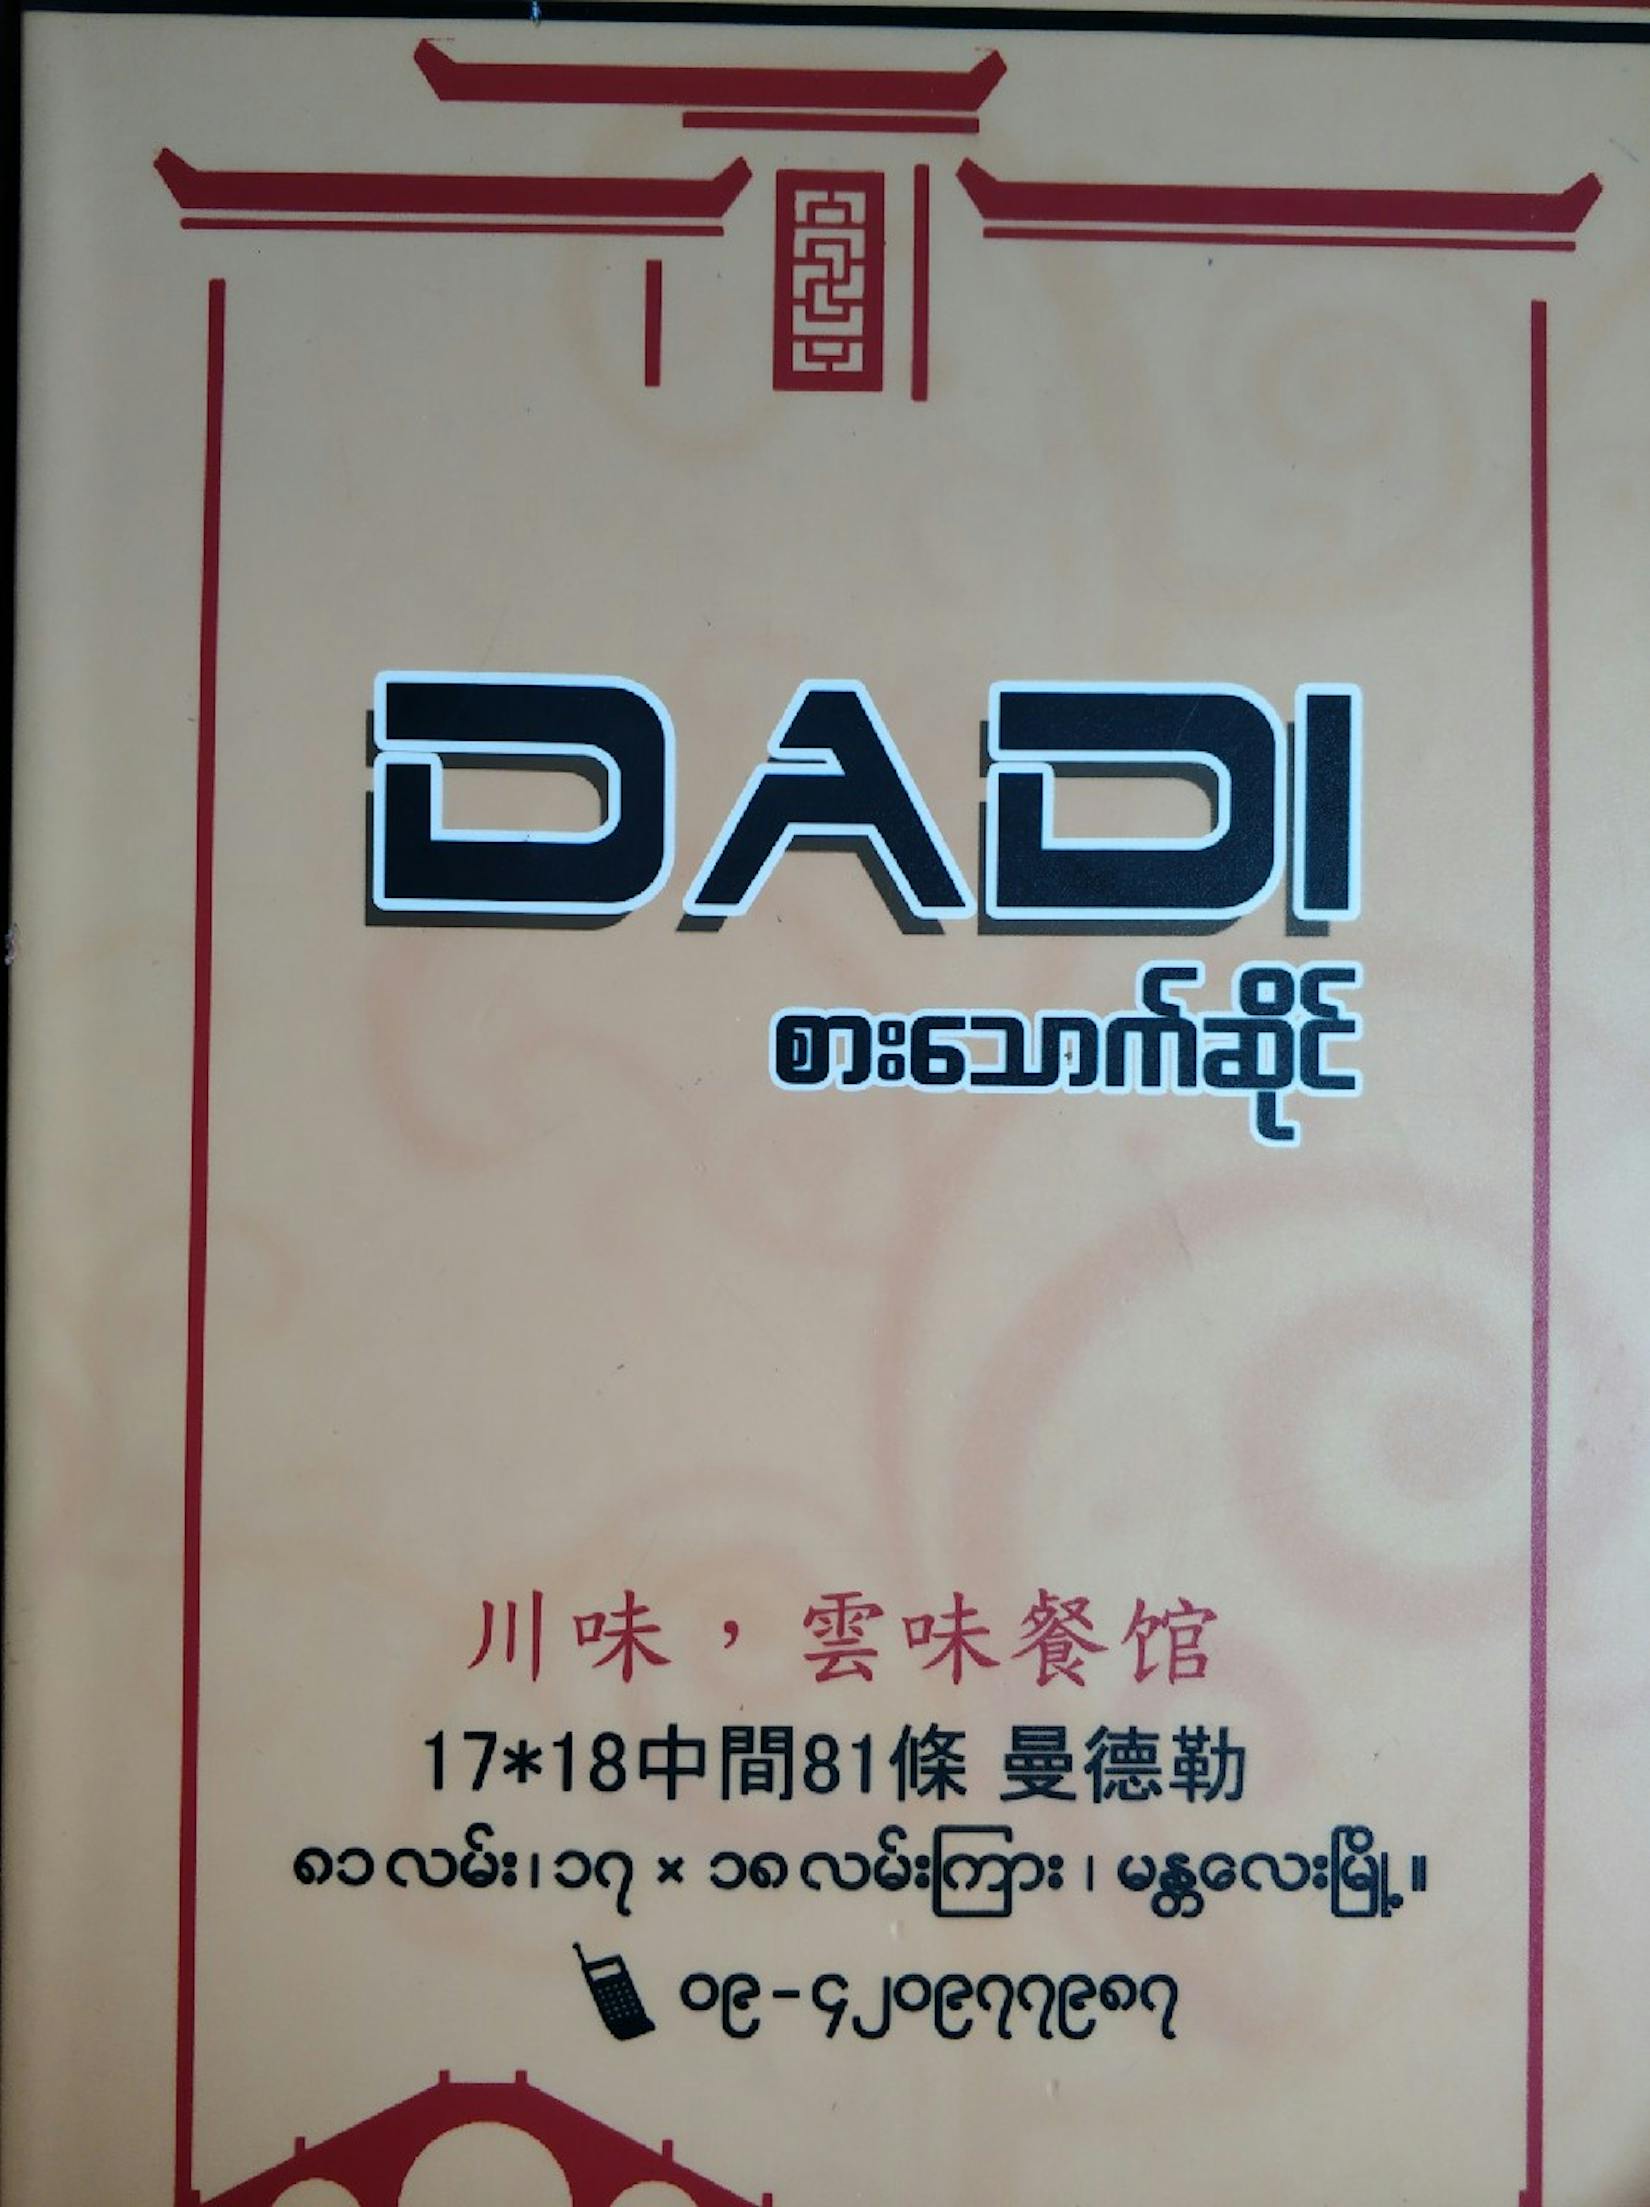 DADI
စားသောက်ဆိုင်
川味，雲味餐馆
17*18中間81條 曼德勒
၈၁လမ်း၊၁၇ × ၁၈လမ်းကြား၊ မန္တလေးမြို့။
၀၉-၄၂၀၉၇၇၉၈၇